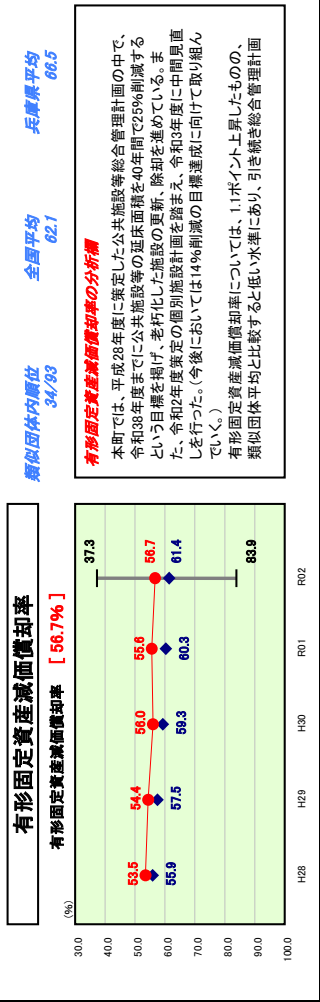 有形固定資産減価償却率
有形固定資産減価償却率 [ 56.7% ]
類似団体内順位
34/93
全国平均
62.1
兵庫県平均
66.5
(%)
30.0
40.0
50.0
60.0
70.0
80.0
90.0
100.0
53.5
54.4
56.0
55.6
56.7
55.9
57.5
59.3
60.3
61.4
37.3
83.9
H28
H29
H30
R01
R02
有形固定資産減価償却率の分析欄
本町では、平成28年度に策定した公共施設等総合管理計画の中で、
令和38年度までに公共施設等の延床面積を40年間で25%削減する
という目標を掲げ、老朽化した施設の更新、除却を進めている。ま
た、令和2年度策定の個別施設計画を踏まえ、令和3年度に中間見直
しを行った。(今後においては14%削減の目標達成に向けて取り組ん
でいく。)
有形固定資産減価償却率については、1.1ポイント上昇したものの、
類似団体平均と比較すると低い水準にあり、引き続き総合管理計画